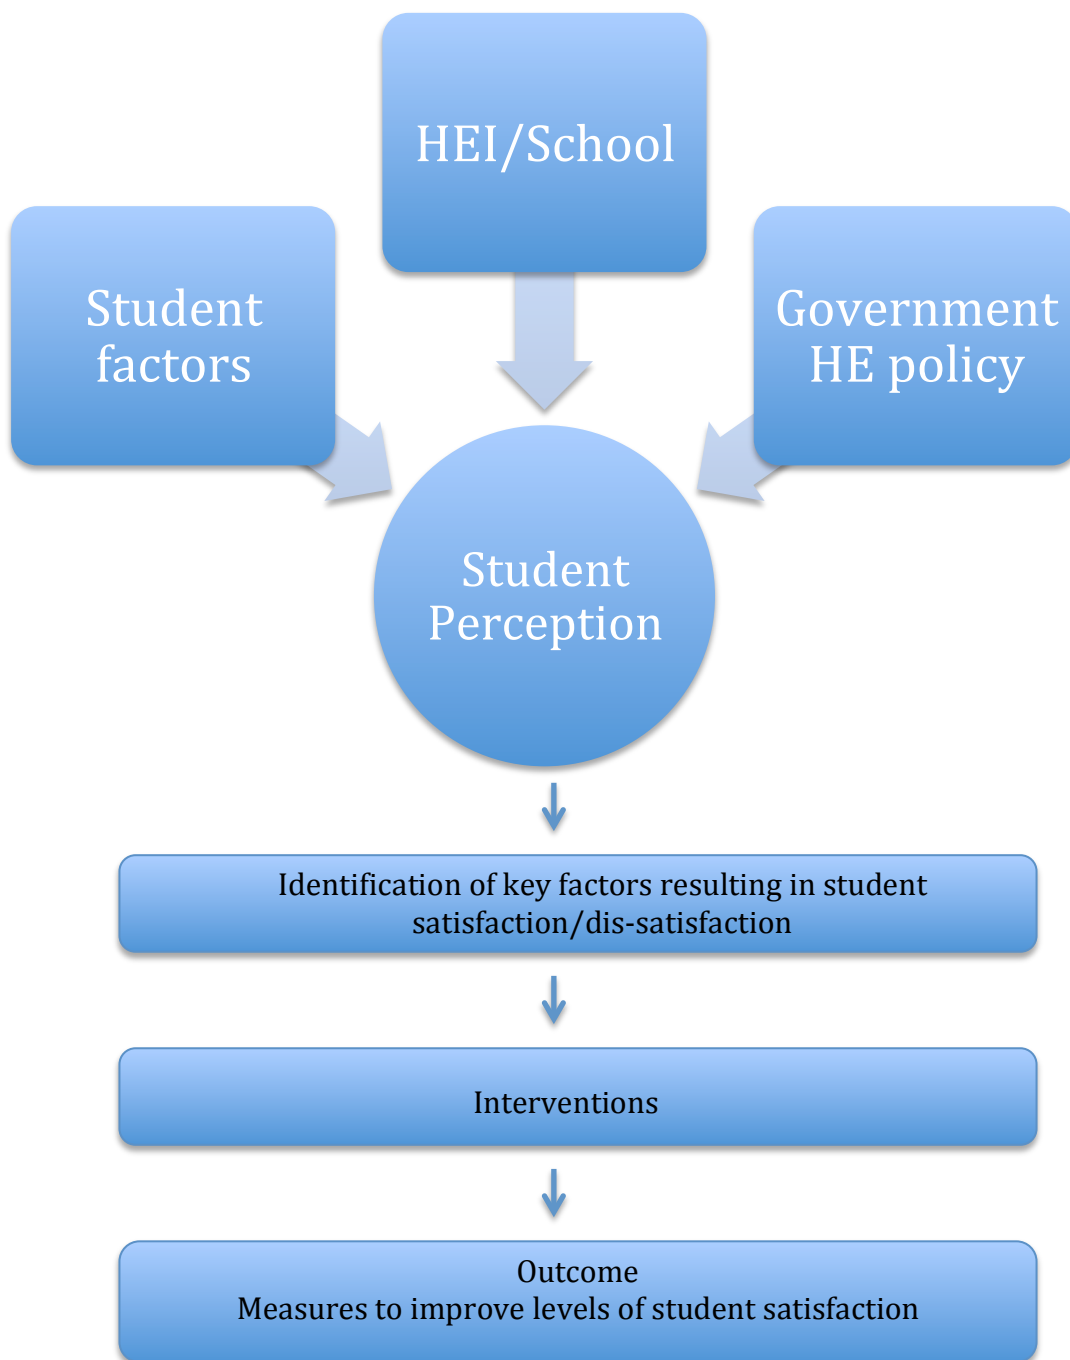 HEI/School
Student
factors
Government
HE policy
Student
Perception
Identification of key factors resulting in student
satisfaction/dis-satisfaction
Interventions
Outcome
Measures to improve levels of student satisfaction